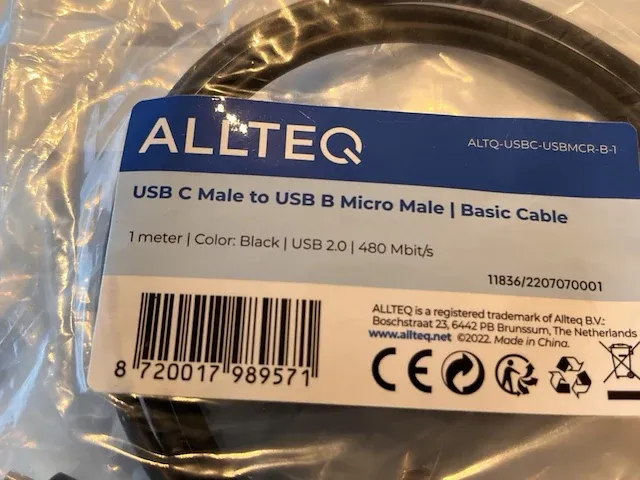 ALLTEQ
ALTQ-USBC-USBMCR-B-1
USB C Male to USB B Micro Male | Basic Cable
1 meter | Color: Black | USB 2.0 | 480 Mbit/s
11836/2207070001
ALLTEQ is a registered trademark of Allteq B.V.:
Boschstraat 23, 6442 PB Brunssum, The Netherlands
www.allteq.net ©2022. Made in China.
8 720017 989571
CE